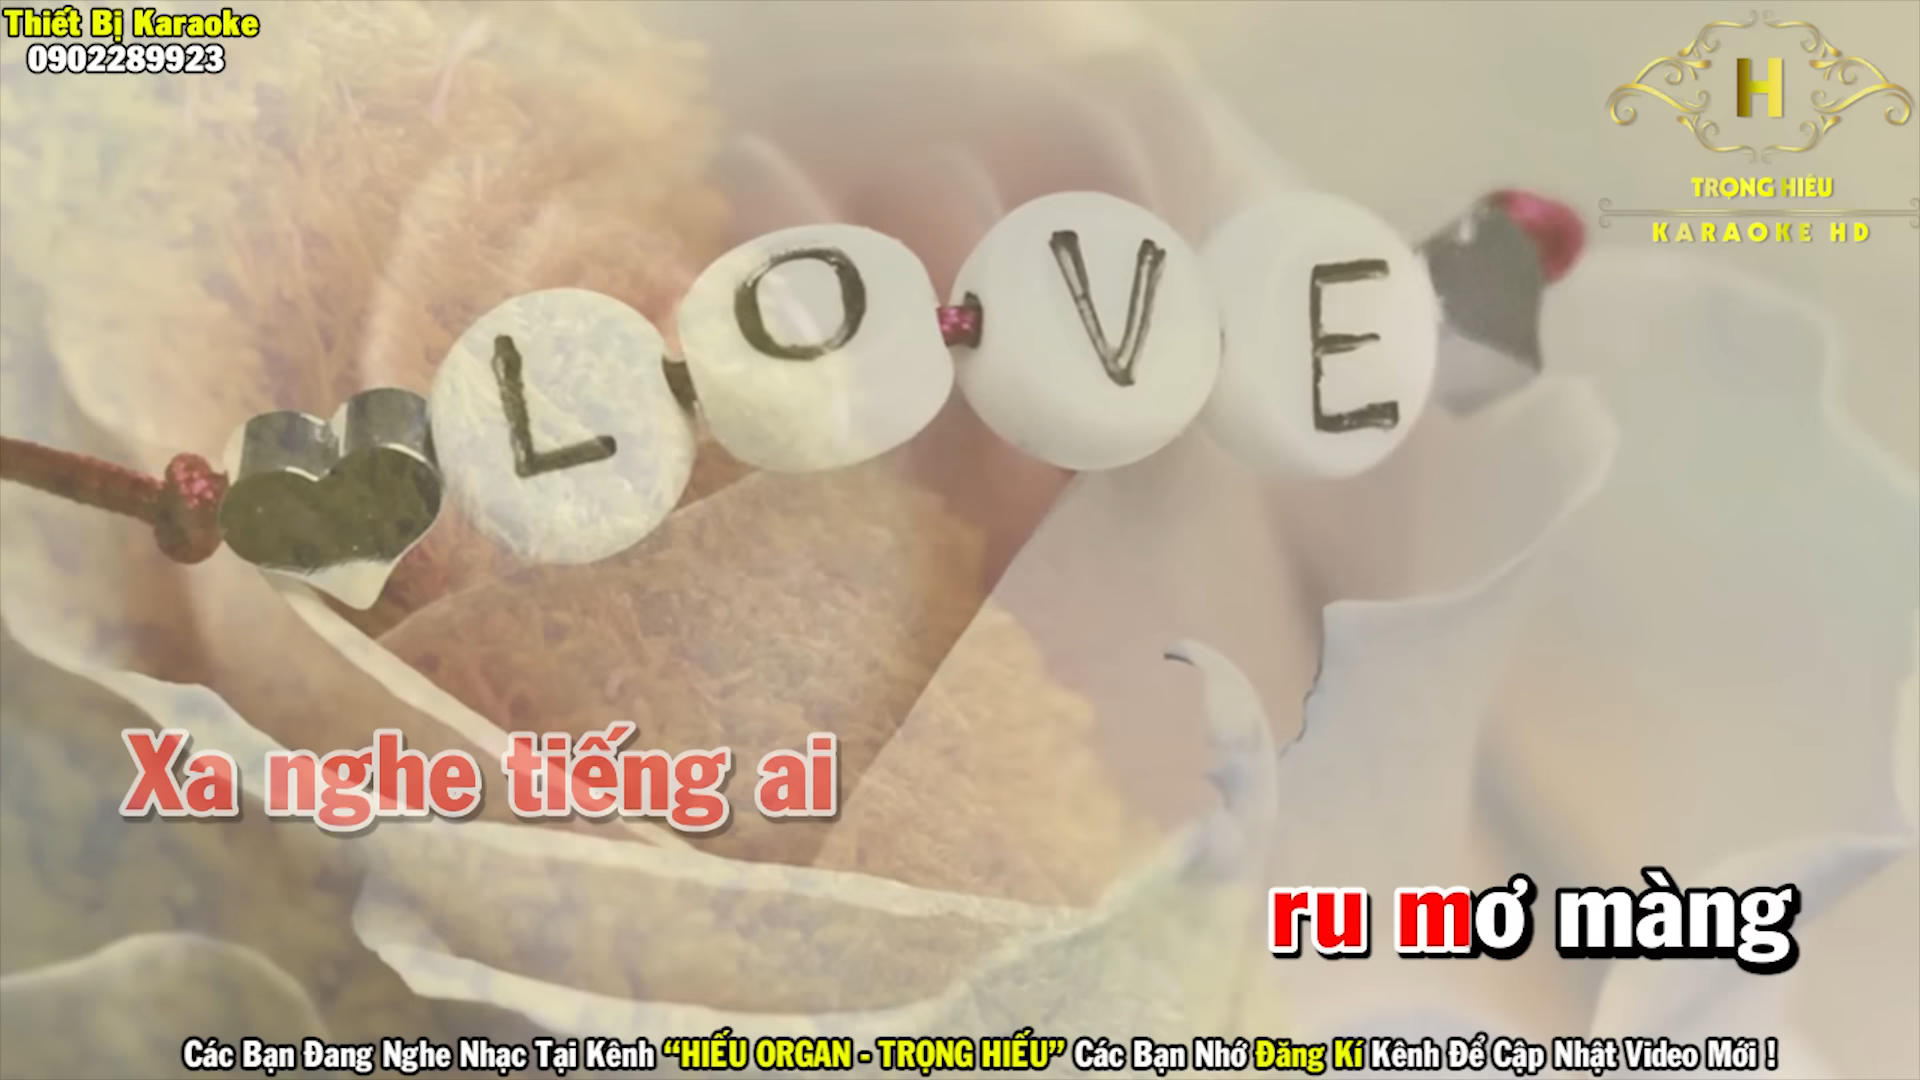 Thiết Bị Karaoke
0902289923
H
TRỌNG HIẾU
KARAOKE HD
LOVE
Xa nghe tiếng ai
ru mơ màng
Các Bạn Đang Nghe Nhạc Tại Kênh “HIẾU ORGAN - TRỌNG HIẾU” Các Bạn Nhớ Đăng Kí Kênh Để Cập Nhật Video Mới !